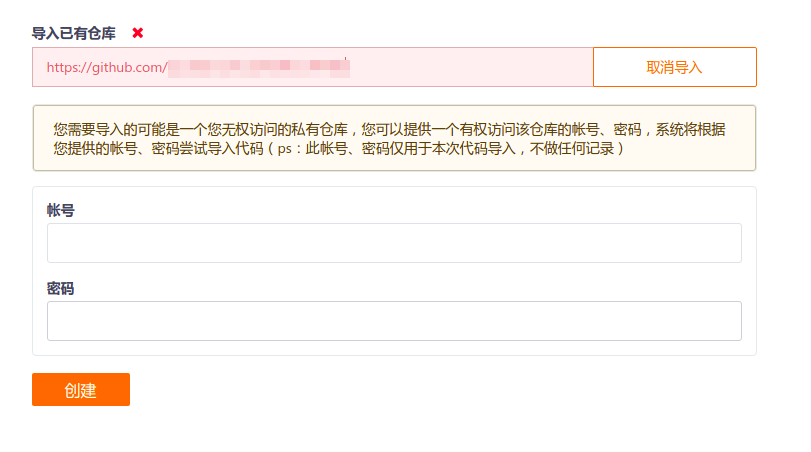 导入已有仓库
https://github.com/
取消导入
您需要导入的可能是一个您无权访问的私有仓库，您可以提供一个有权访问该仓库的帐号、密码，系统将根据
您提供的帐号、密码尝试导入代码（ps：此帐号、密码仅用于本次代码导入，不做任何记录）
帐号
密码
创建